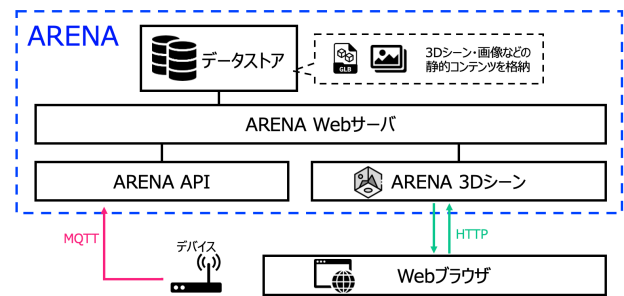 ARENA
データストア
GLB
3Dシーン・画像などの
静的コンテンツを格納
ARENA Webサーバ
ARENA API
ARENA 3Dシーン
MQTT
デバイス
HTTP
Webブラウザ